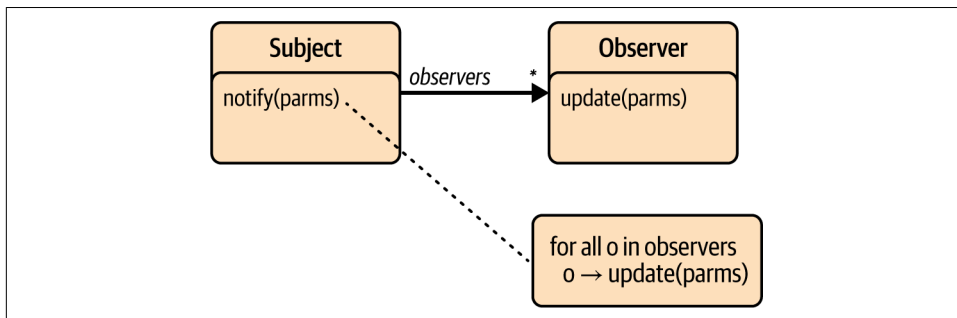 Subject
notify(parms)
observers
*
Observer
update(parms)
for all o in observers
o → update(parms)